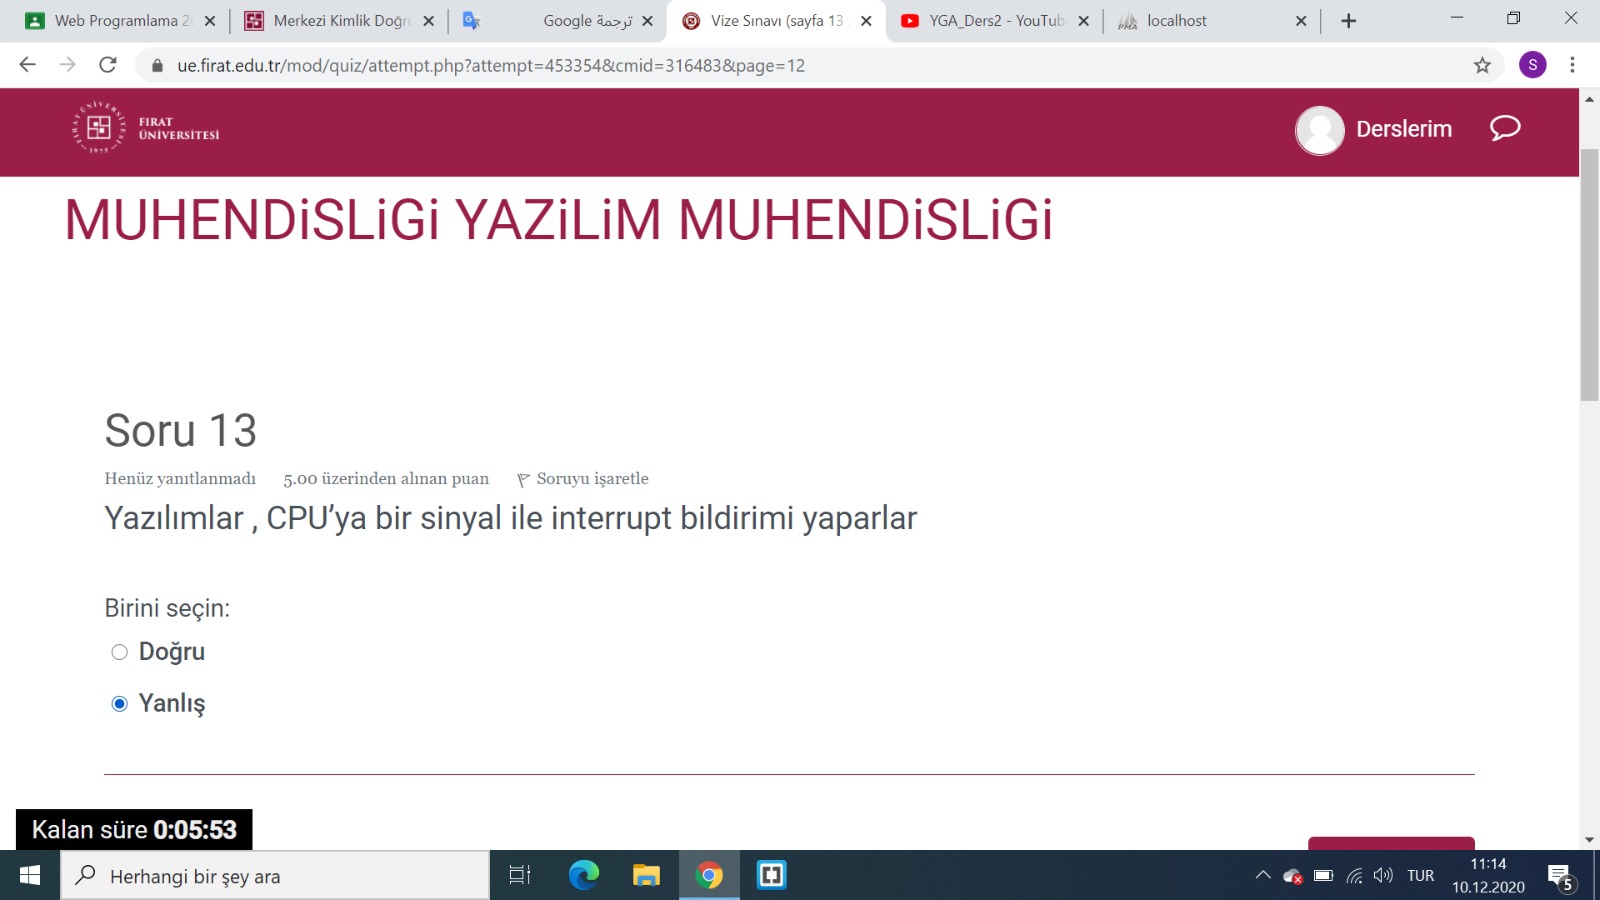 Web Programlama 2
Merkezi Kimlik Doğru
ترجمة Google
Vize Sınavı (sayfa 13
YGA_Ders2 - YouTub
localhost
ue.firat.edu.tr/mod/quiz/attempt.php?attempt=453354&cmid=316483&page=12
S
FIRAT
ÜNİVERSİTESİ
1975
Derslerim
MUHENDiSLiGi YAZiLiM MUHENDiSLiGi
Soru 13
Henüz yanıtlanmadı 5.00 üzerinden alınan puan Soruyu işaretle
Yazılımlar , CPU’ya bir sinyal ile interrupt bildirimi yaparlar
Birini seçin:
Doğru
Yanlış
Kalan süre 0:05:53
Herhangi bir şey ara
TUR
11:14
10.12.2020
5